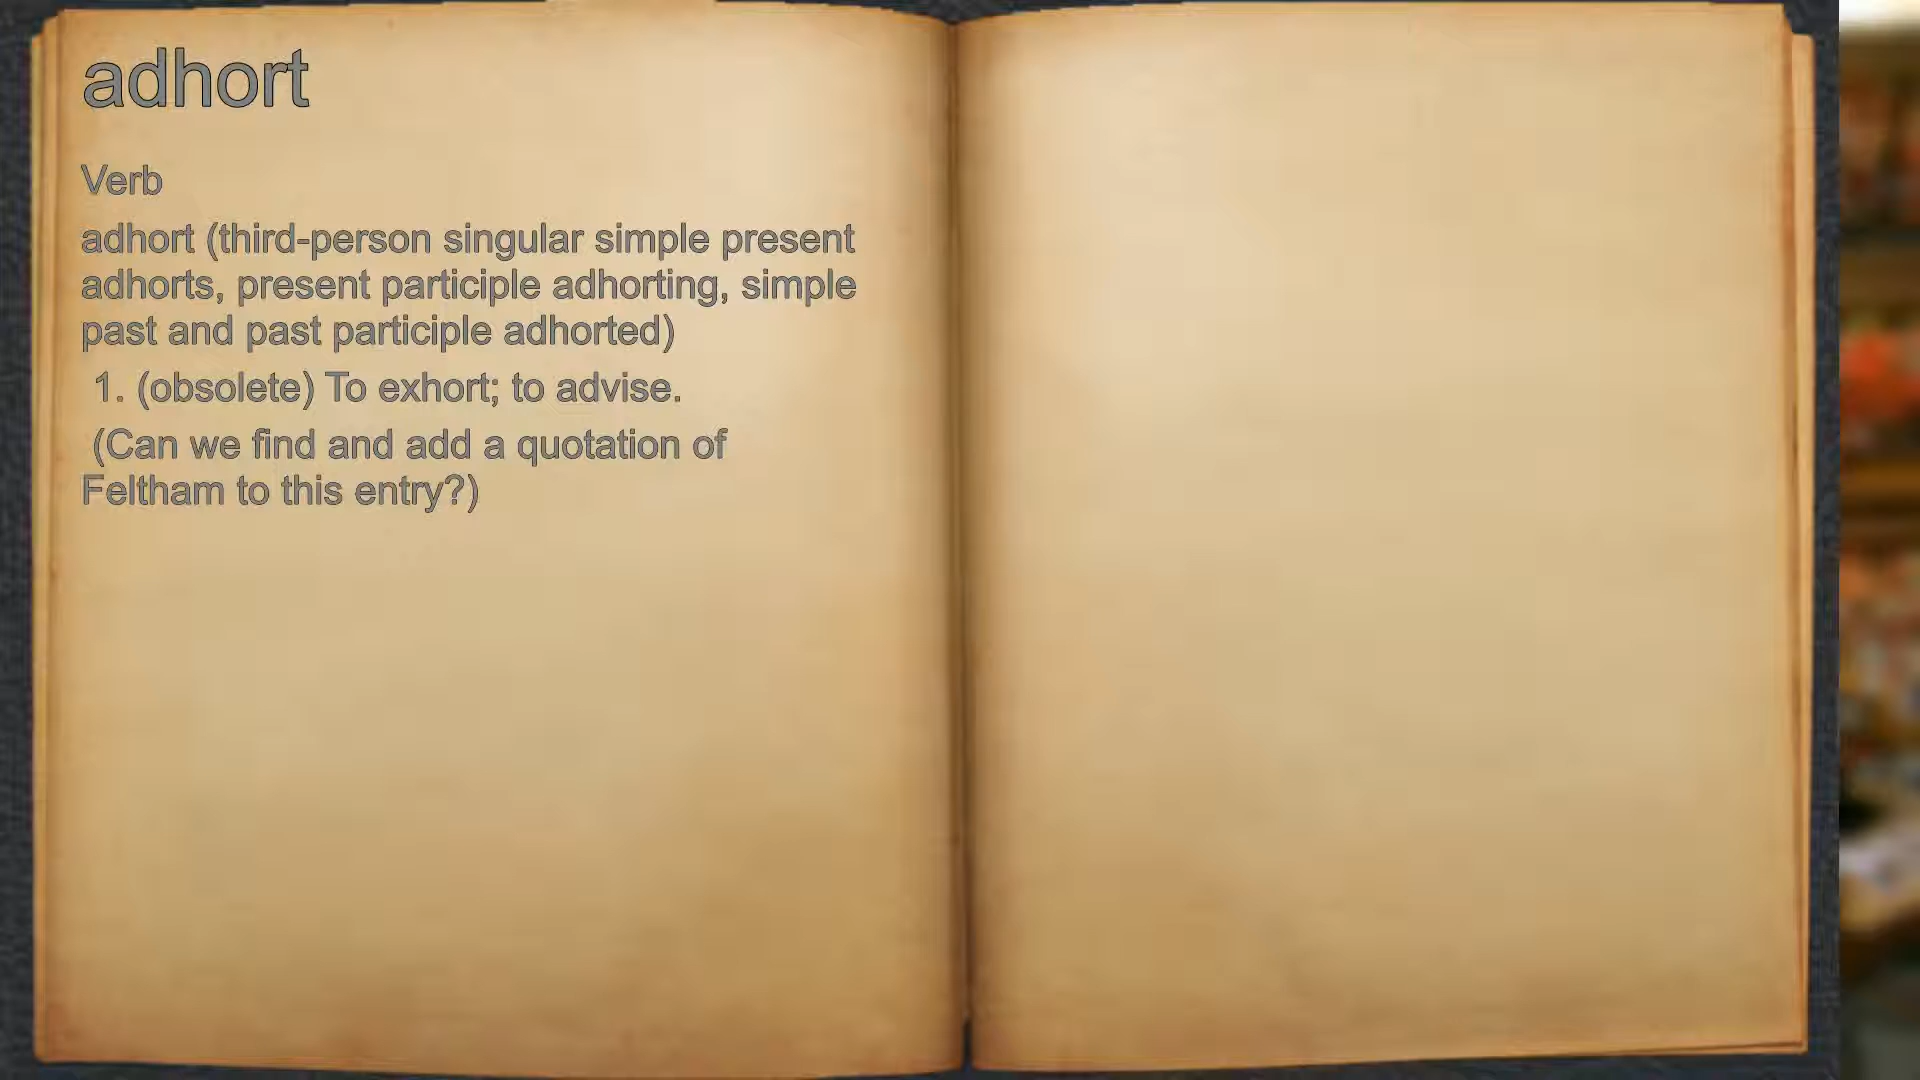 adhort
Verb
adhort (third-person singular simple present
adhorts, present participle adhorting, simple
past and past participle adhorted)
1. (obsolete) To exhort; to advise.
(Can we find and add a quotation of
Feltham to this entry?)